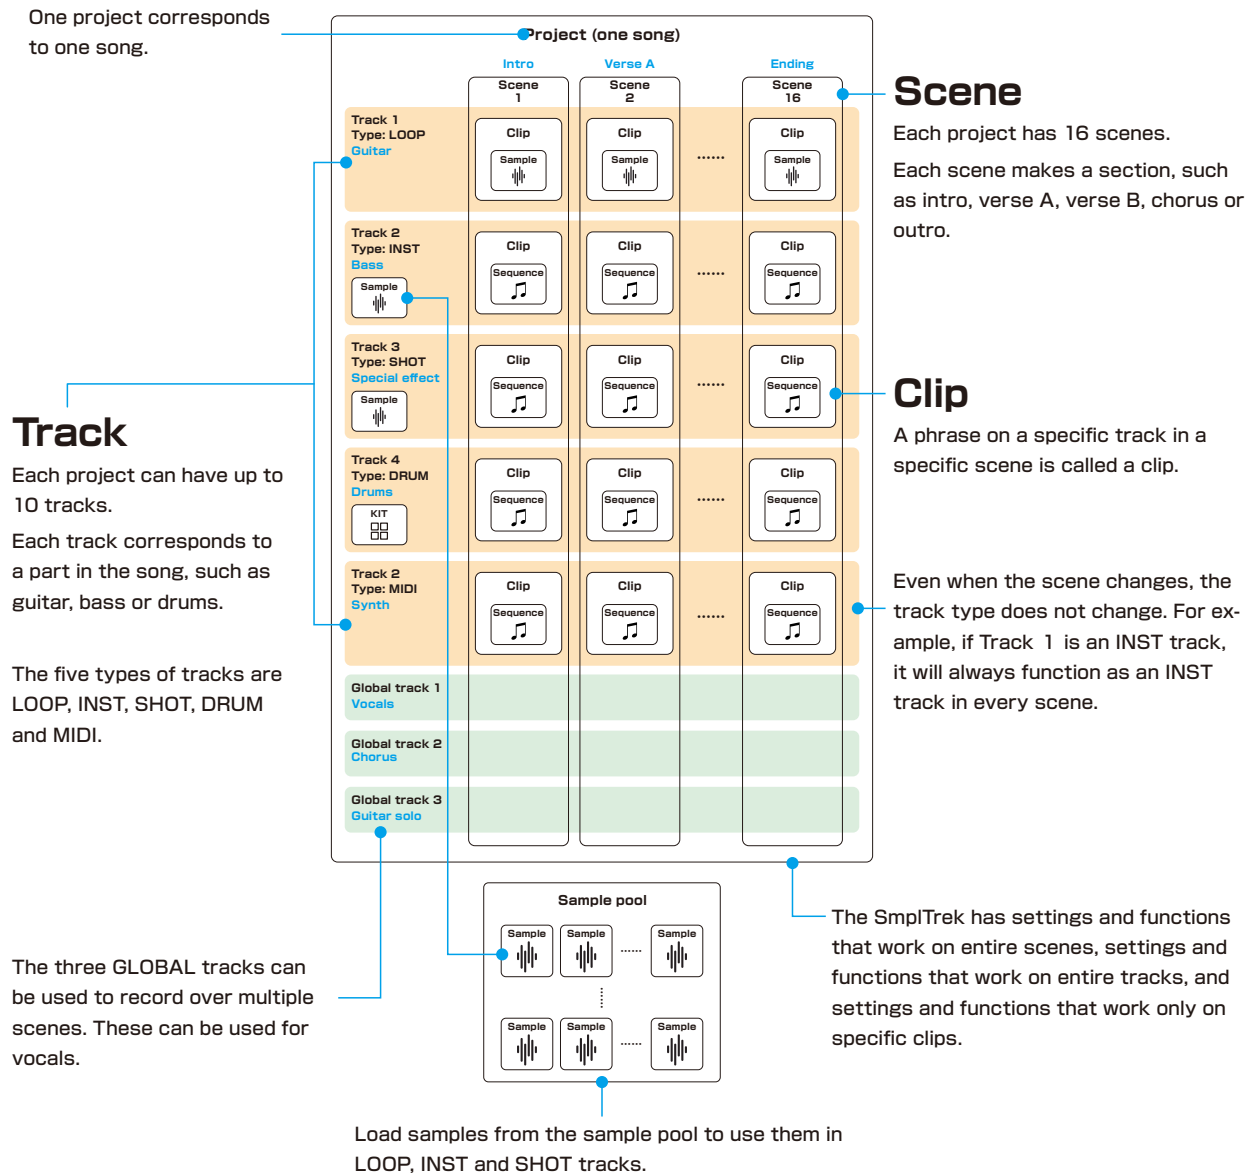 One project corresponds
to one song.
Project (one song)
Intro
Verse A
Ending
Scene
1
Scene
2
Scene
16
Scene
Each project has 16 scenes.
Each scene makes a section, such
as intro, verse A, verse B, chorus or
outro.
Track 1
Type: LOOP
Guitar
Clip
Sample
Clip
Sample
......
Clip
Sample
Track 2
Type: INST
Bass
Sample
Clip
Sequence
Clip
Sequence
......
Clip
Sequence
Track 3
Type: SHOT
Special effect
Sample
Clip
Sequence
Clip
Sequence
......
Clip
Sequence
Clip
A phrase on a specific track in a
specific scene is called a clip.
Track
Each project can have up to
10 tracks.
Each track corresponds to
a part in the song, such as
guitar, bass or drums.
The five types of tracks are
LOOP, INST, SHOT, DRUM
and MIDI.
Track 4
Type: DRUM
Drums
KIT
Clip
Sequence
Clip
Sequence
......
Clip
Sequence
Track 2
Type: MIDI
Synth
Clip
Sequence
Clip
Sequence
......
Clip
Sequence
Even when the scene changes, the
track type does not change. For ex-
ample, if Track 1 is an INST track,
it will always function as an INST
track in every scene.
Global track 1
Vocals
Global track 2
Chorus
Global track 3
Guitar solo
The three GLOBAL tracks can
be used to record over multiple
scenes. These can be used for
vocals.
Sample pool
Sample
Sample
......
Sample
......
Sample
Sample
......
Sample
The SmplTrek has settings and functions
that work on entire scenes, settings and
functions that work on entire tracks, and
settings and functions that work only on
specific clips.
Load samples from the sample pool to use them in
LOOP, INST and SHOT tracks.